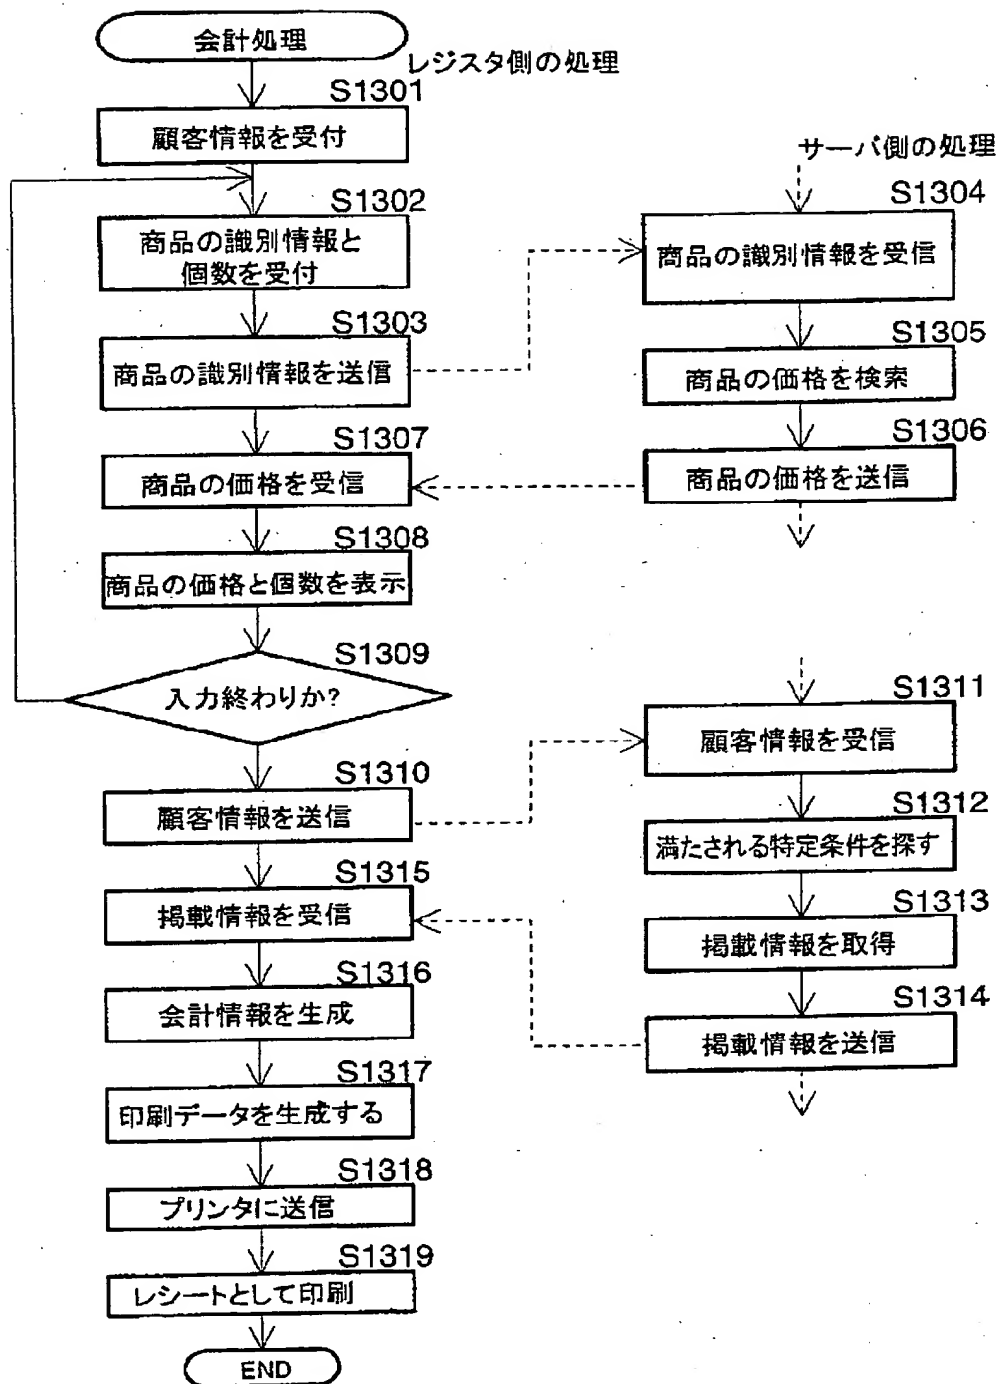 会計処理
レジスタ側の処理
S1301
顧客情報を受付
サーバ側の処理
S1302
商品の識別情報と
個数を受付
S1304
商品の識別情報を受信
S1303
商品の識別情報を送信
S1305
商品の価格を検索
S1307
商品の価格を受信
S1306
商品の価格を送信
S1308
商品の価格と個数を表示
S1309
入力終わりか?
S1311
顧客情報を受信
S1310
顧客情報を送信
S1312
満たされる特定条件を探す
S1315
掲載情報を受信
S1313
掲載情報を取得
S1316
会計情報を生成
S1314
掲載情報を送信
S1317
印刷データを生成する
S1318
プリンタに送信
S1319
レシートとして印刷
END